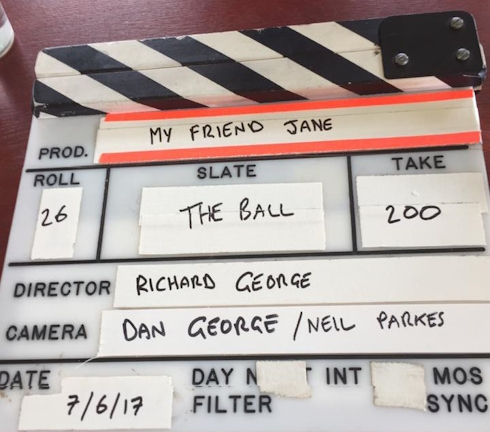 PROD. MY FRIEND JANE
ROLL SLATE TAKE
26 THE BALL 200
DIRECTOR RICHARD GEORGE
CAMERA DAN GEORGE / NEIL PARKES
DATE DAY N T INT MOS
7/6/17 FILTER SYNC